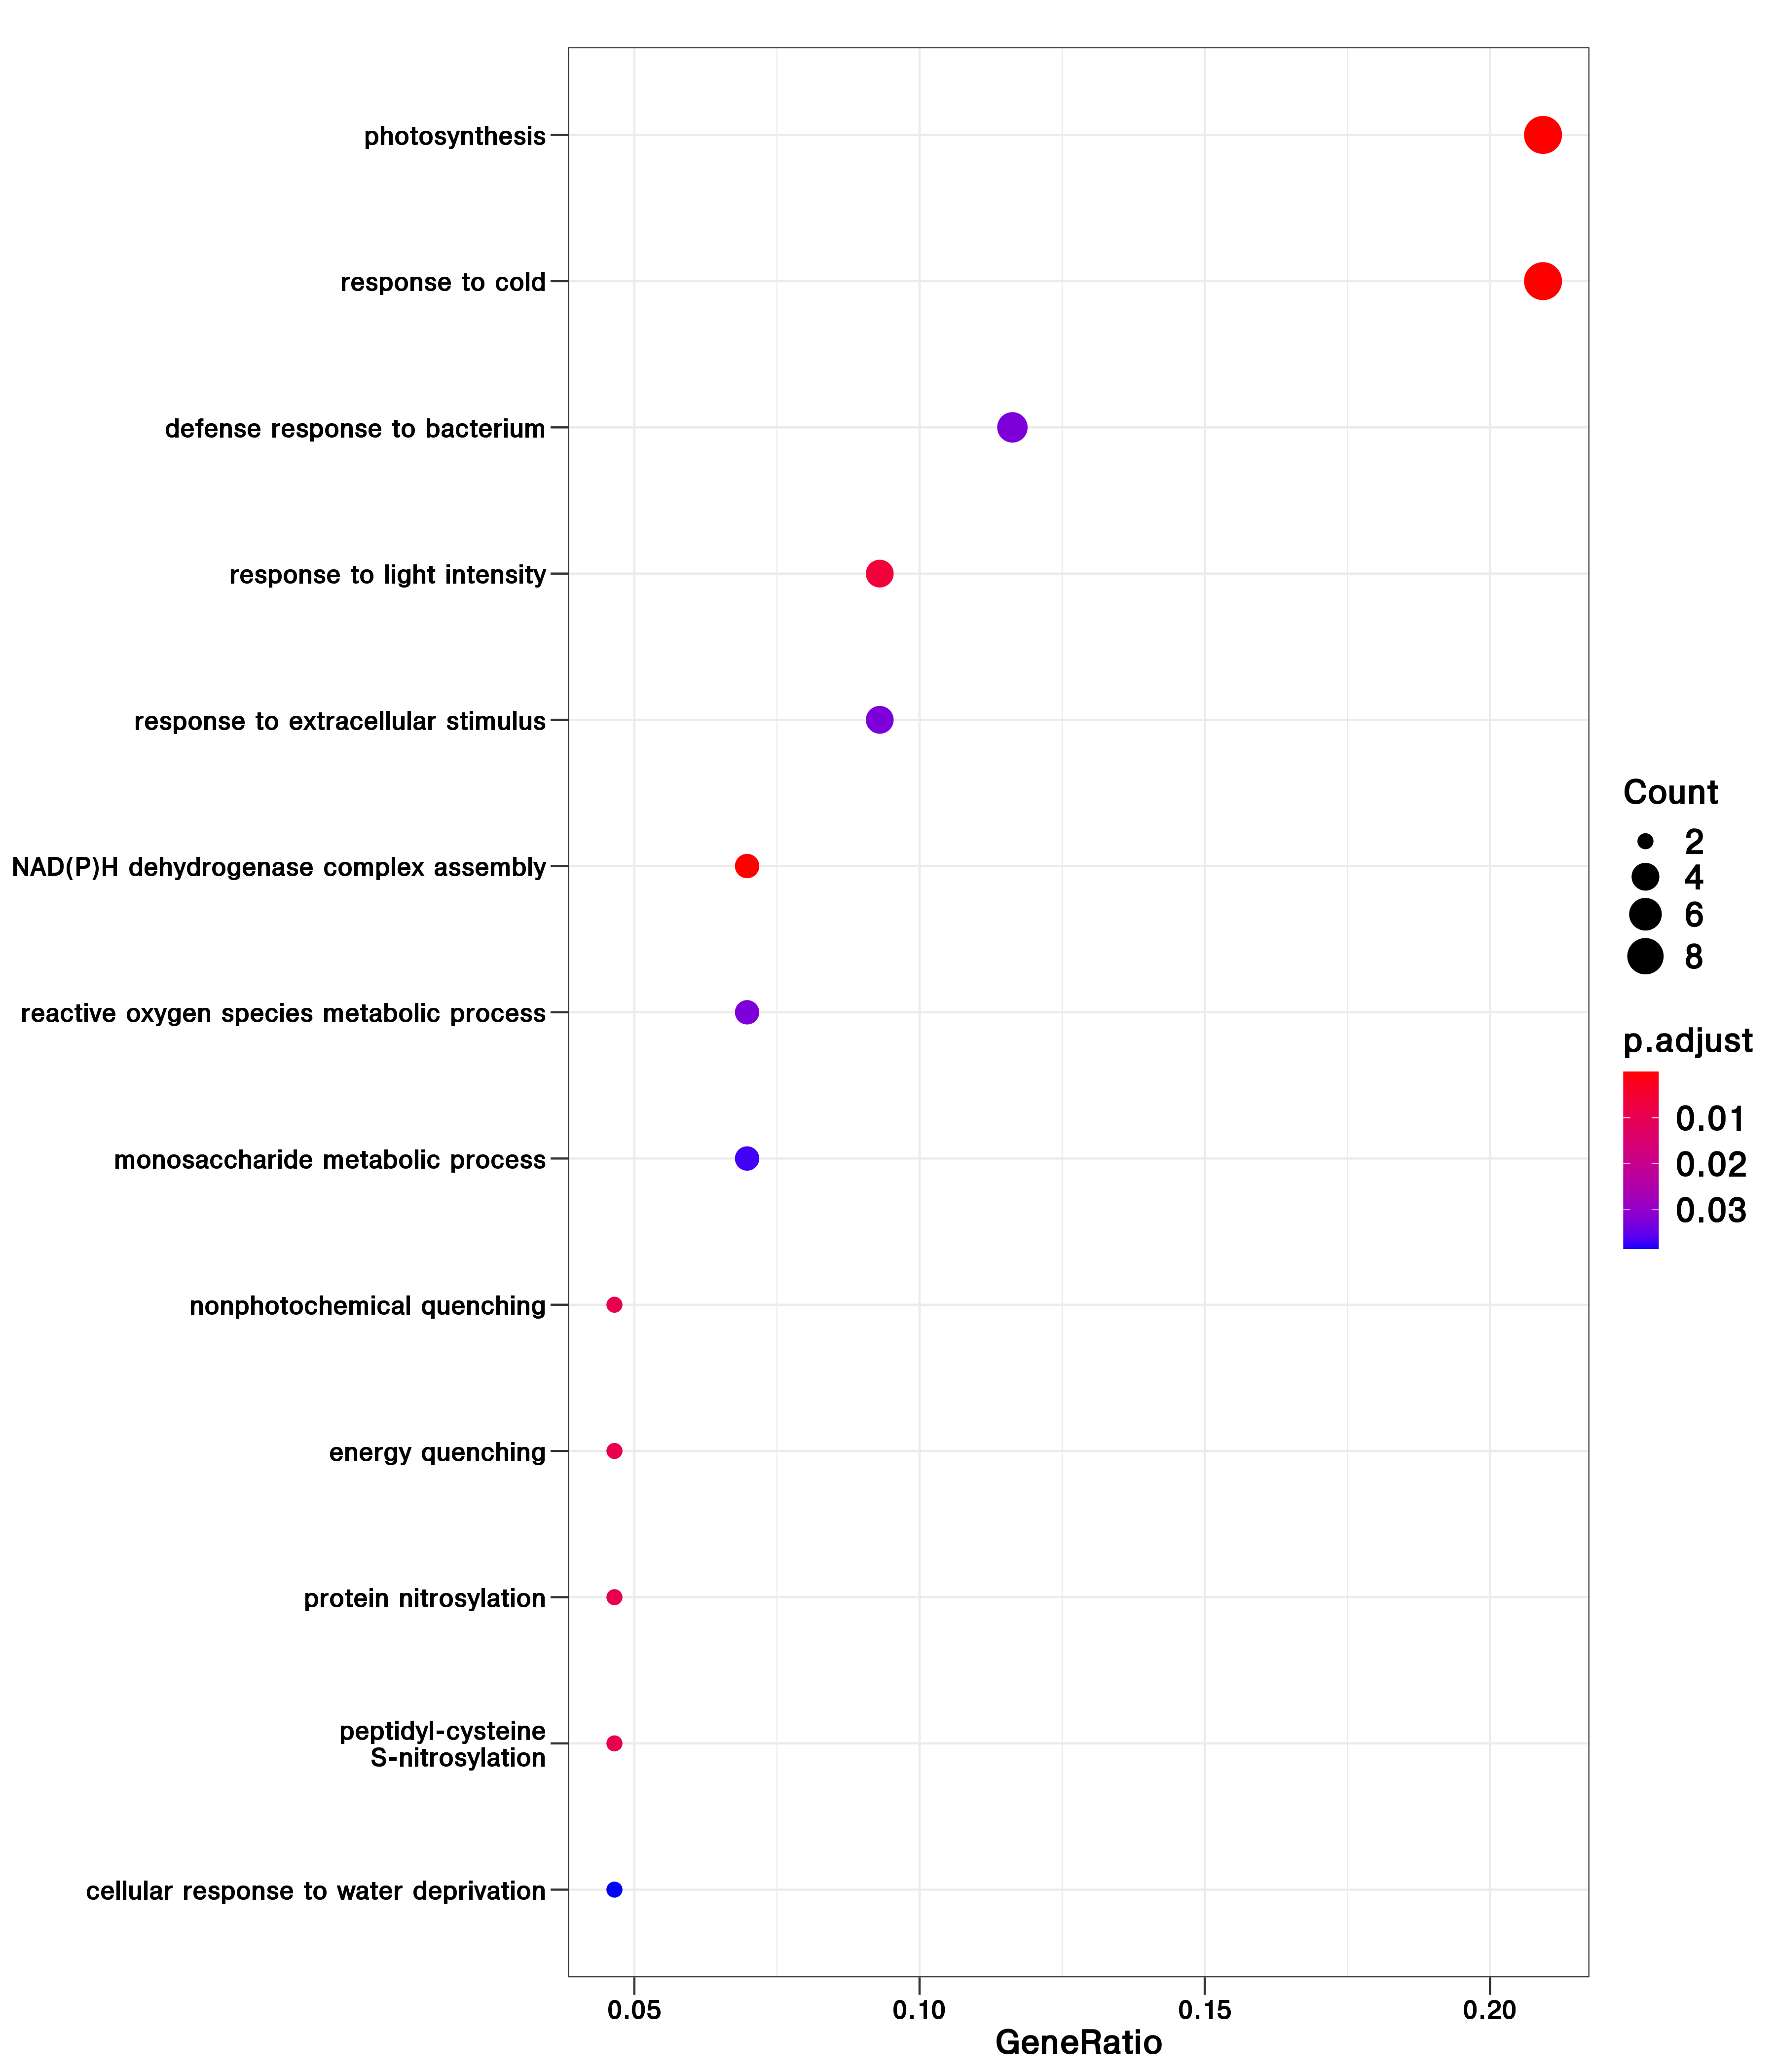 photosynthesis
response to cold
defense response to bacterium
response to light intensity
response to extracellular stimulus
NAD(P)H dehydrogenase complex assembly
reactive oxygen species metabolic process
monosaccharide metabolic process
nonphotochemical quenching
energy quenching
protein nitrosylation
peptidyl-cysteine
S-nitrosylation
cellular response to water deprivation
0.05 0.10 0.15 0.20
GeneRatio
Count
2
4
6
8
p.adjust
0.01
0.02
0.03